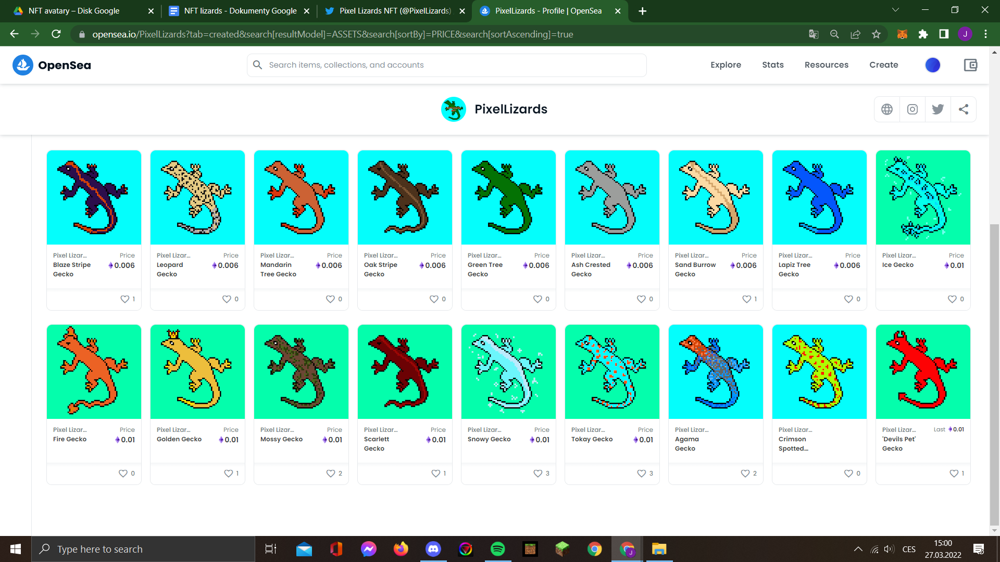 NFT avatary – Disk Google
NFT lizards - Dokumenty Google
Pixel Lizards NFT (@PixelLizards)
PixelLizards - Profile | OpenSea
opensea.io/PixelLizards?tab=created&search[resultModel]=ASSETS&search[sortBy]=PRICE&search[sortAscending]=true
J
OpenSea
Search items, collections, and accounts
Explore
Stats
Resources
Create
PixelLizards
Pixel Lizar... Price
Blaze Stripe Gecko 0.006
1
Pixel Lizar... Price
Leopard Gecko 0.006
0
Pixel Lizar... Price
Mandarin Tree Gecko 0.006
0
Pixel Lizar... Price
Oak Stripe Gecko 0.006
0
Pixel Lizar... Price
Green Tree Gecko 0.006
0
Pixel Lizar... Price
Ash Crested Gecko 0.006
0
Pixel Lizar... Price
Sand Burrow Gecko 0.006
1
Pixel Lizar... Price
Lapiz Tree Gecko 0.006
0
Pixel Lizar... Price
Ice Gecko 0.01
0
Pixel Lizar... Price
Fire Gecko 0.01
0
Pixel Lizar... Price
Golden Gecko 0.01
1
Pixel Lizar... Price
Mossy Gecko 0.01
2
Pixel Lizar... Price
Scarlett Gecko 0.01
1
Pixel Lizar... Price
Snowy Gecko 0.01
3
Pixel Lizar... Price
Tokay Gecko 0.01
3
Pixel Lizar...
Agama Gecko
2
Pixel Lizar...
Crimson Spotted...
0
Pixel Lizar... Last 0.01
'Devils Pet' Gecko
1
Type here to search
CES
15:00
27.03.2022